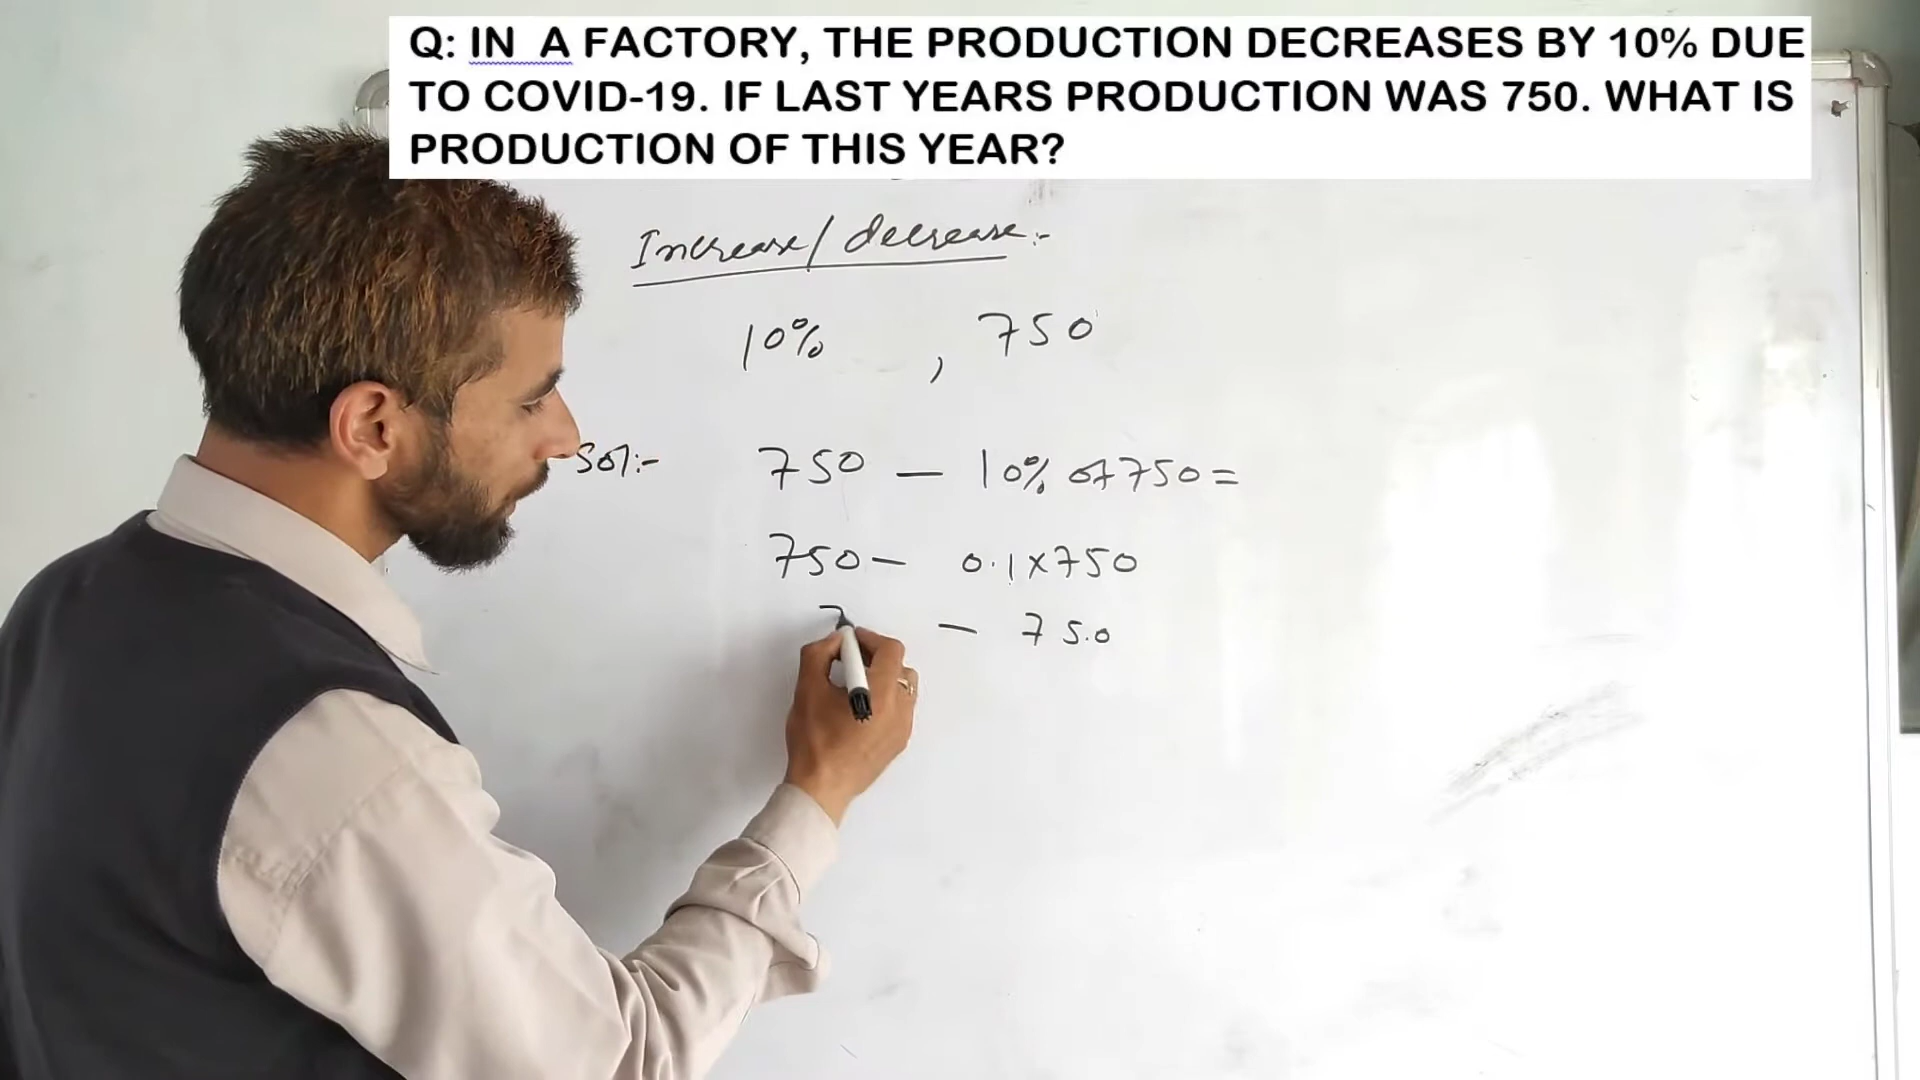 Q: IN A FACTORY, THE PRODUCTION DECREASES BY 10% DUE
TO COVID-19. IF LAST YEARS PRODUCTION WAS 750. WHAT IS
PRODUCTION OF THIS YEAR?
Increase/decrease:-
10% , 750
Sol:- 750 — 10% of 750 =
750 — 0.1 × 750
7 — 75.0